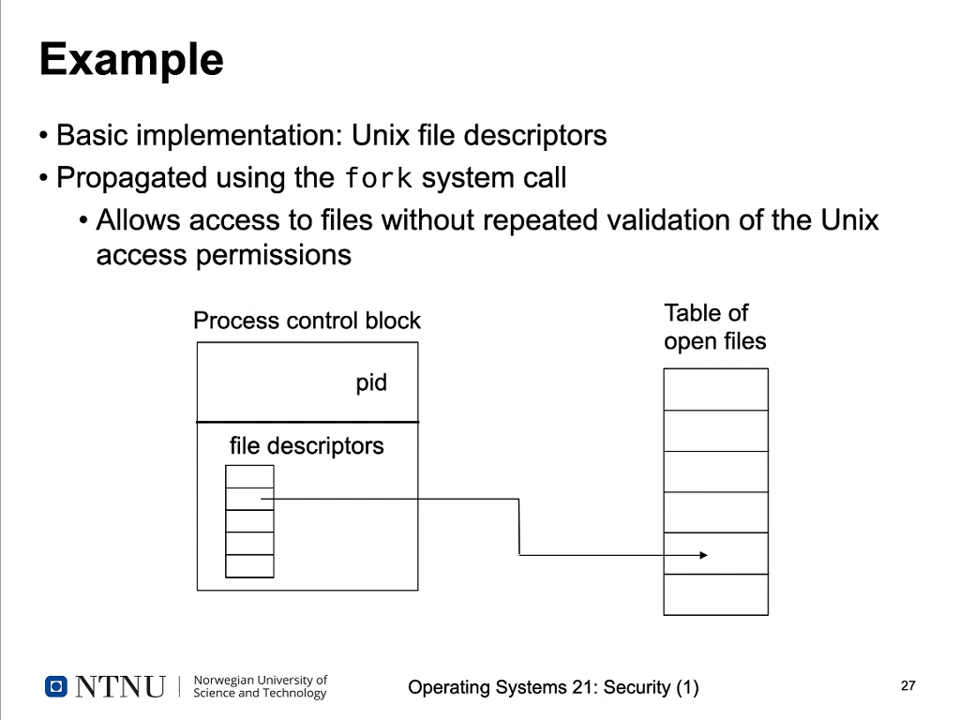 Example
• Basic implementation: Unix file descriptors
• Propagated using the fork system call
• Allows access to files without repeated validation of the Unix
access permissions
Process control block
pid
file descriptors
Table of
open files
NTNU
Norwegian University of
Science and Technology
Operating Systems 21: Security (1)
27